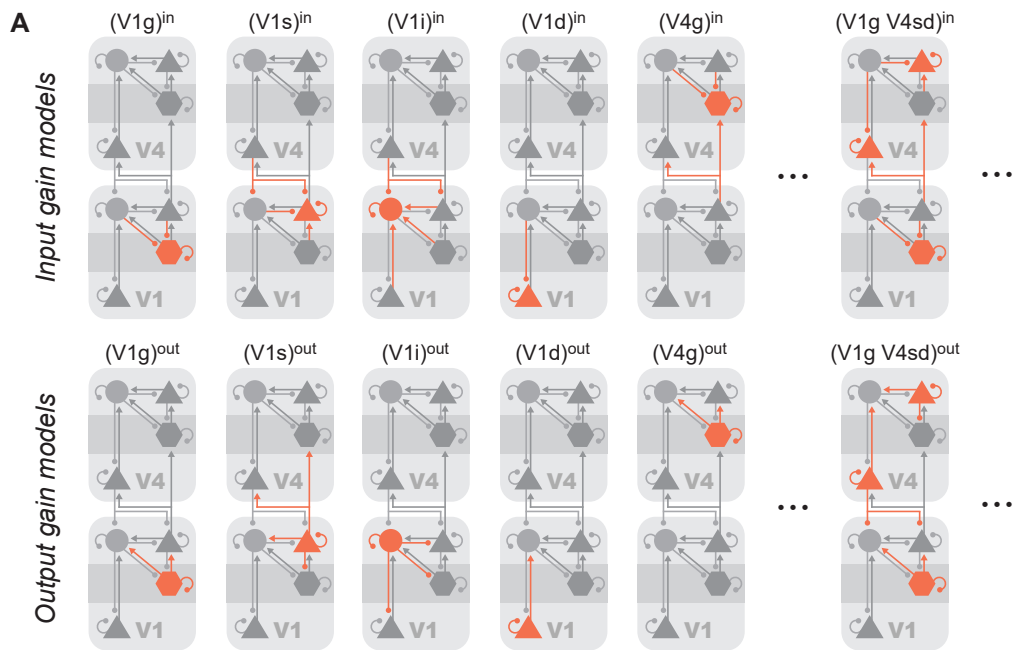 A
Input gain models
(V1g)in (V1s)in (V1i)in (V1d)in (V4g)in (V1g V4sd)in
V4 V4 V4 V4 V4 V4
... ...
V1 V1 V1 V1 V1 V1
Output gain models
(V1g)out (V1s)out (V1i)out (V1d)out (V4g)out (V1g V4sd)out
V4 V4 V4 V4 V4 V4
... ...
V1 V1 V1 V1 V1 V1